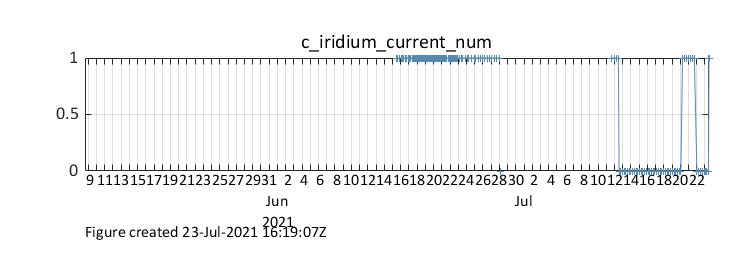 c_iridium_current_num
1
0.5
0
9 11 13 15 17 19 21 23 25 27 29 31 2 4 6 8 10 12 14 16 18 20 22 24 26 28 30 2 4 6 8 10 12 14 16 18 20 22
Jun Jul
2021
Figure created 23-Jul-2021 16:19:07Z